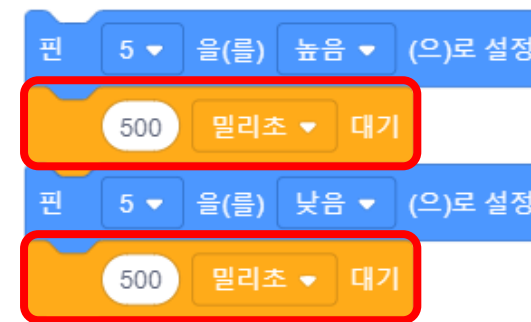 핀 5 을(를) 높음 (으)로 설정
500 밀리초 대기
핀 5 을(를) 낮음 (으)로 설정
500 밀리초 대기